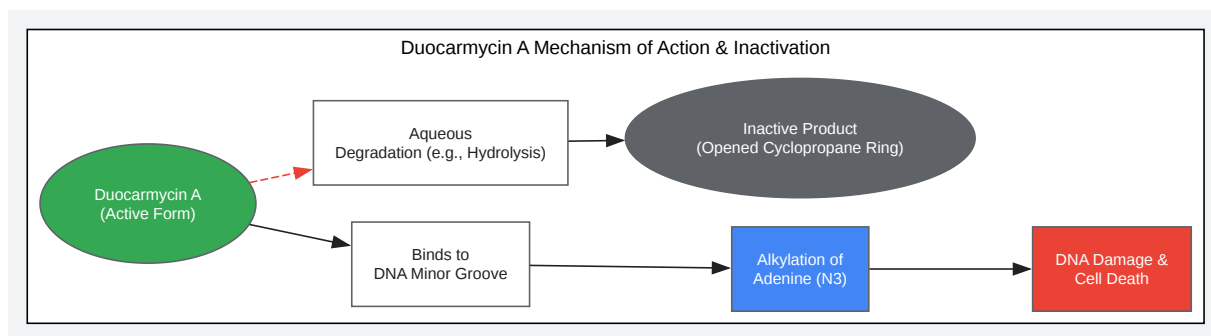 Duocarmycin A Mechanism of Action & Inactivation
Aqueous
Degradation (e.g., Hydrolysis)
Inactive Product
(Opened Cyclopropane Ring)
Duocarmycin A
(Active Form)
Binds to
DNA Minor Groove
Alkylation of
Adenine (N3)
DNA Damage &
Cell Death